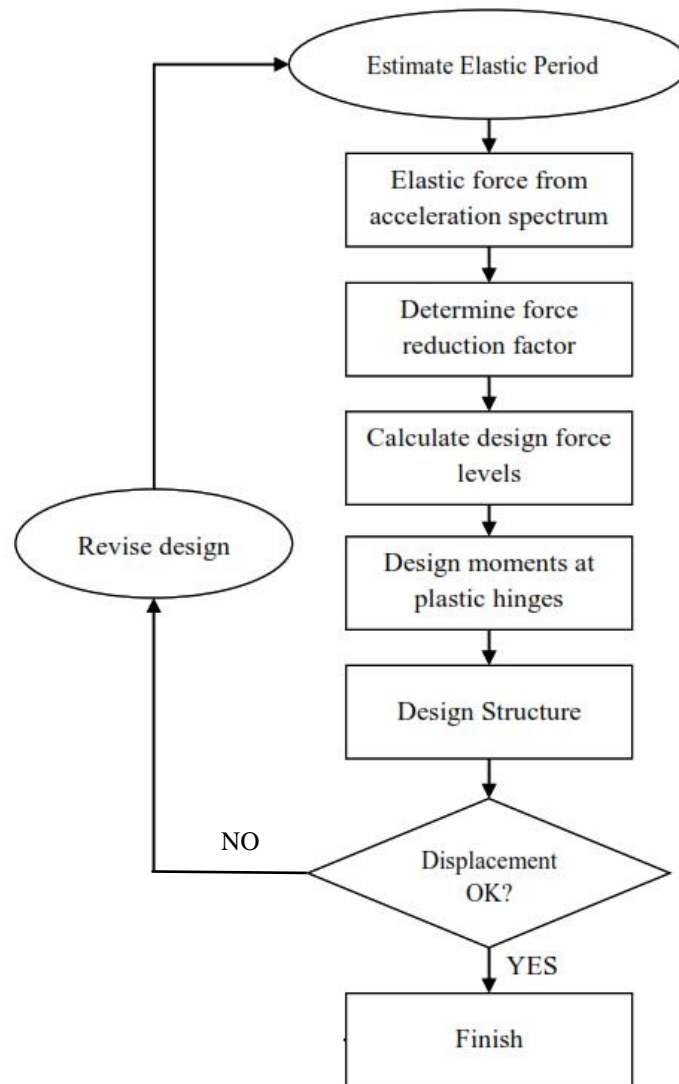 Estimate Elastic Period
Elastic force from
acceleration spectrum
Determine force
reduction factor
Calculate design force
levels
Revise design
Design moments at
plastic hinges
Design Structure
NO
Displacement
OK?
YES
Finish